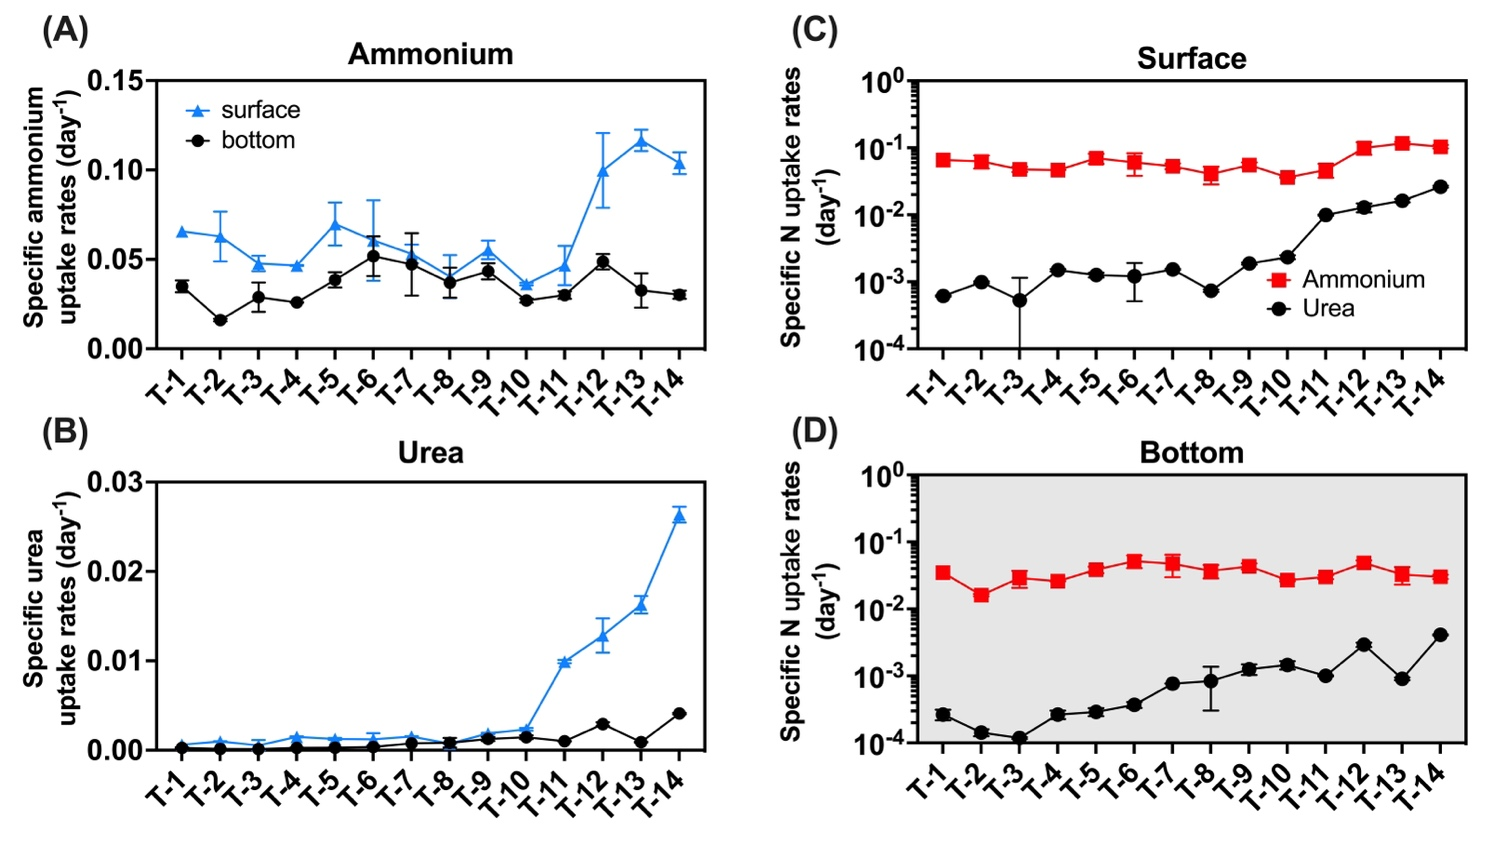 (A)
Ammonium
Specific ammonium
uptake rates (day⁻¹)
0.15
0.10
0.05
0.00
surface
bottom
T-1 T-2 T-3 T-4 T-5 T-6 T-7 T-8 T-9 T-10 T-11 T-12 T-13 T-14
(B)
Urea
Specific urea
uptake rates (day⁻¹)
0.03
0.02
0.01
0.00
T-1 T-2 T-3 T-4 T-5 T-6 T-7 T-8 T-9 T-10 T-11 T-12 T-13 T-14
(C)
Surface
Specific N uptake rates
(day⁻¹)
10⁰
10⁻¹
10⁻²
10⁻³
10⁻⁴
Ammonium
Urea
T-1 T-2 T-3 T-4 T-5 T-6 T-7 T-8 T-9 T-10 T-11 T-12 T-13 T-14
(D)
Bottom
Specific N uptake rates
(day⁻¹)
10⁰
10⁻¹
10⁻²
10⁻³
10⁻⁴
T-1 T-2 T-3 T-4 T-5 T-6 T-7 T-8 T-9 T-10 T-11 T-12 T-13 T-14